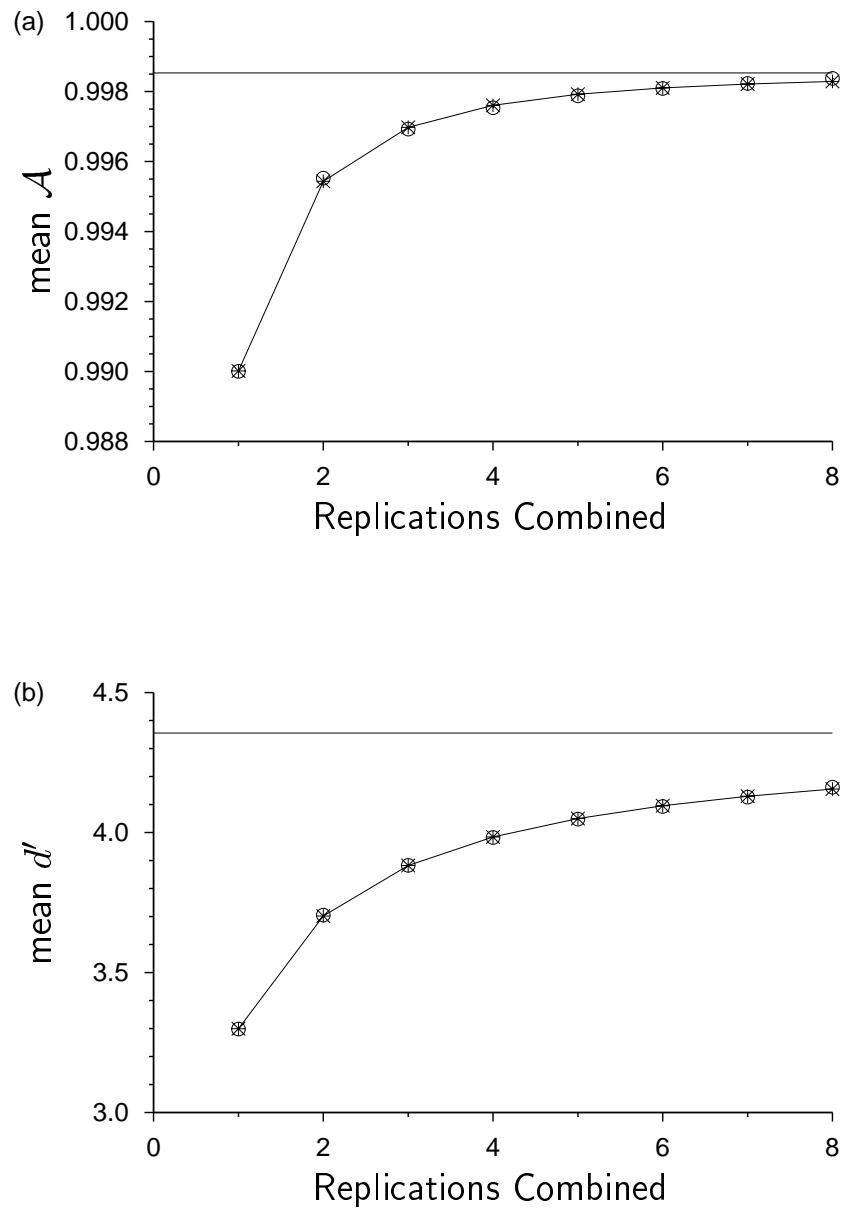 (a)
1.000
0.998
0.996
0.994
0.992
0.990
0.988
mean 𝒜
0 2 4 6 8
Replications Combined
(b)
4.5
4.0
3.5
3.0
mean d′
0 2 4 6 8
Replications Combined